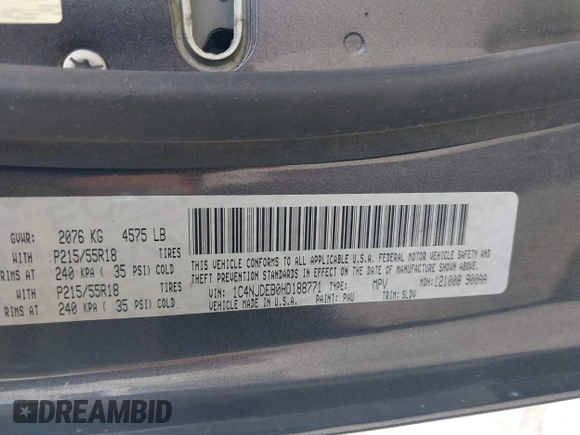 GVWR: 2076 KG 4575 LB
WITH P215/55R18 TIRES
RIMS AT 240 KPA ( 35 PSI) COLD
WITH P215/55R18 TIRES
RIMS AT 240 KPA ( 35 PSI) COLD
THIS VEHICLE CONFORMS TO ALL APPLICABLE U.S.A. FEDERAL MOTOR VEHICLE SAFETY, BUMPER, AND
THEFT PREVENTION STANDARDS IN EFFECT ON THE DATE OF MANUFACTURE SHOWN ABOVE.
VIN: 1C4NJDEB0HD188771 TYPE: MPV MDH: 121008 900AA
VEHICLE MADE IN U.S.A. PAINT: PAU TRIM: SLDV
DREAMBID